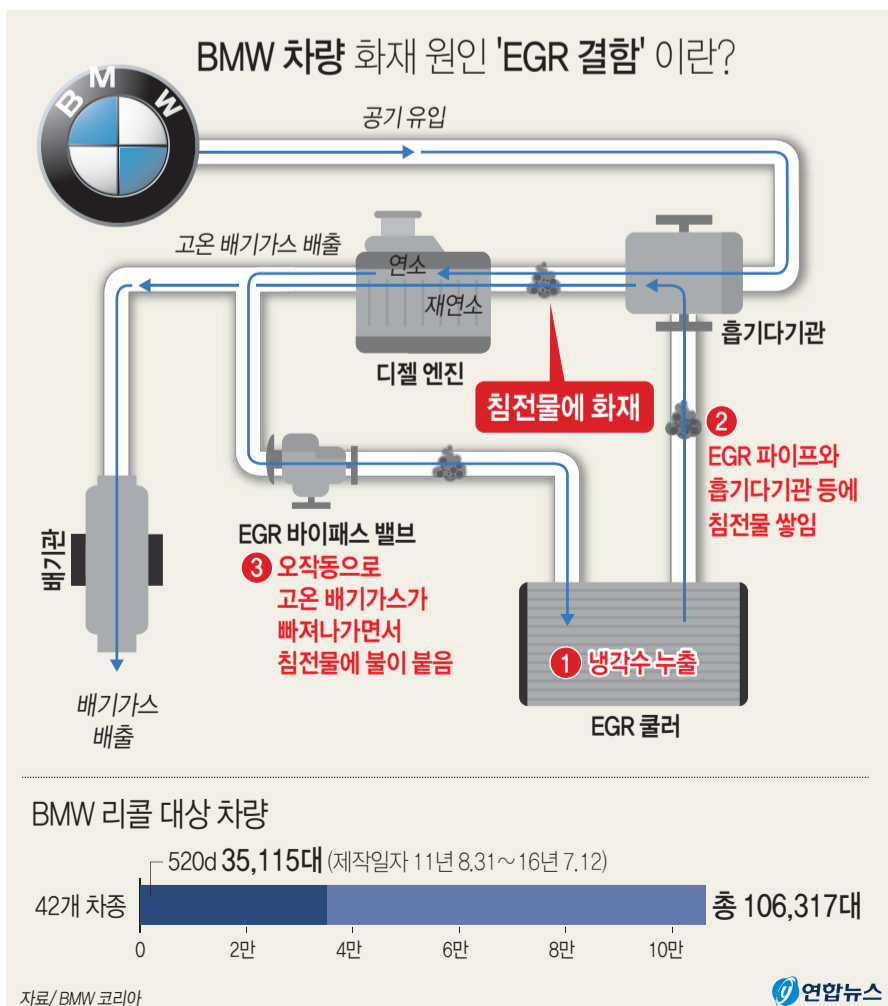 BMW 차량 화재 원인 'EGR 결함' 이란?
BMW
공기 유입
고온 배기가스 배출
연소
재연소
디젤 엔진
흡기다기관
침전물에 화재
2
EGR 파이프와
흡기다기관 등에
침전물 쌓임
EGR 바이패스 밸브
3 오작동으로
고온 배기가스가
빠져나가면서
침전물에 불이 붙음
배기관
1 냉각수 누출
EGR 쿨러
배기가스
배출
BMW 리콜 대상 차량
520d 35,115대 (제작일자 11년 8.31~16년 7.12)
42개 차종
총 106,317대
0 2만 4만 6만 8만 10만
자료/ BMW 코리아
연합뉴스